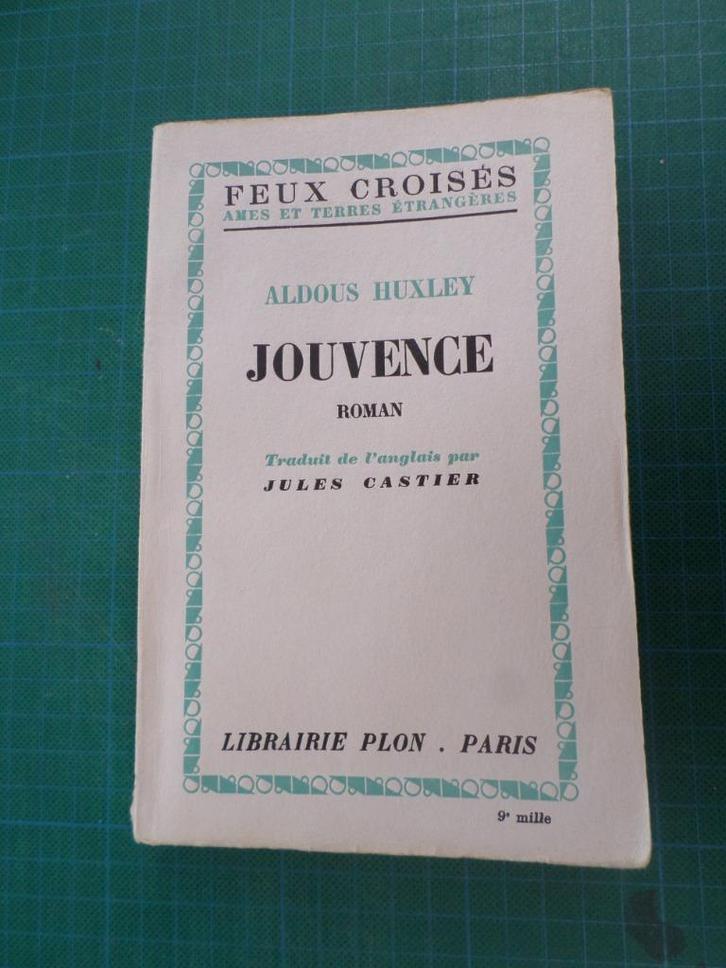 FEUX CROISÉS
AMES ET TERRES ÉTRANGÈRES
ALDOUS HUXLEY
JOUVENCE
ROMAN
Traduit de l'anglais par
JULES CASTIER
LIBRAIRIE PLON . PARIS
9e mille